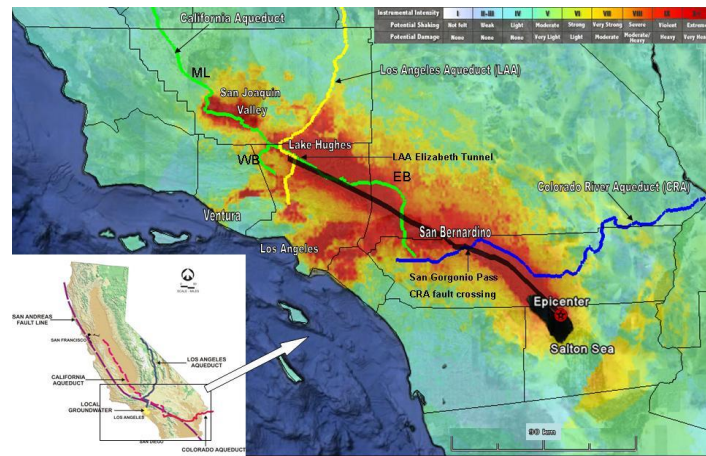 Instrumental Intensity I II-III IV V VI VII VIII
Potential Shaking Not felt Weak Light Moderate Strong Very Strong Severe Violent Extreme
Potential Damage None None None Very Light Light Moderate Moderate/Heavy Heavy
California Aqueduct
ML
Los Angeles Aqueduct (LAA)
San Joaquin
Valley
Lake Hughes
WB
LAA Elizabeth Tunnel
EB
Colorado River Aqueduct (CRA)
Ventura
San Bernardino
Los Angeles
San Gorgonio Pass
CRA fault crossing
Epicenter
Salton Sea
90 km
SAN ANDREAS
FAULT LINE
SAN FRANCISCO
LOS ANGELES
AQUEDUCT
CALIFORNIA
AQUEDUCT
LOCAL
GROUNDWATER
LOS ANGELES
SAN DIEGO
COLORADO AQUEDUCT